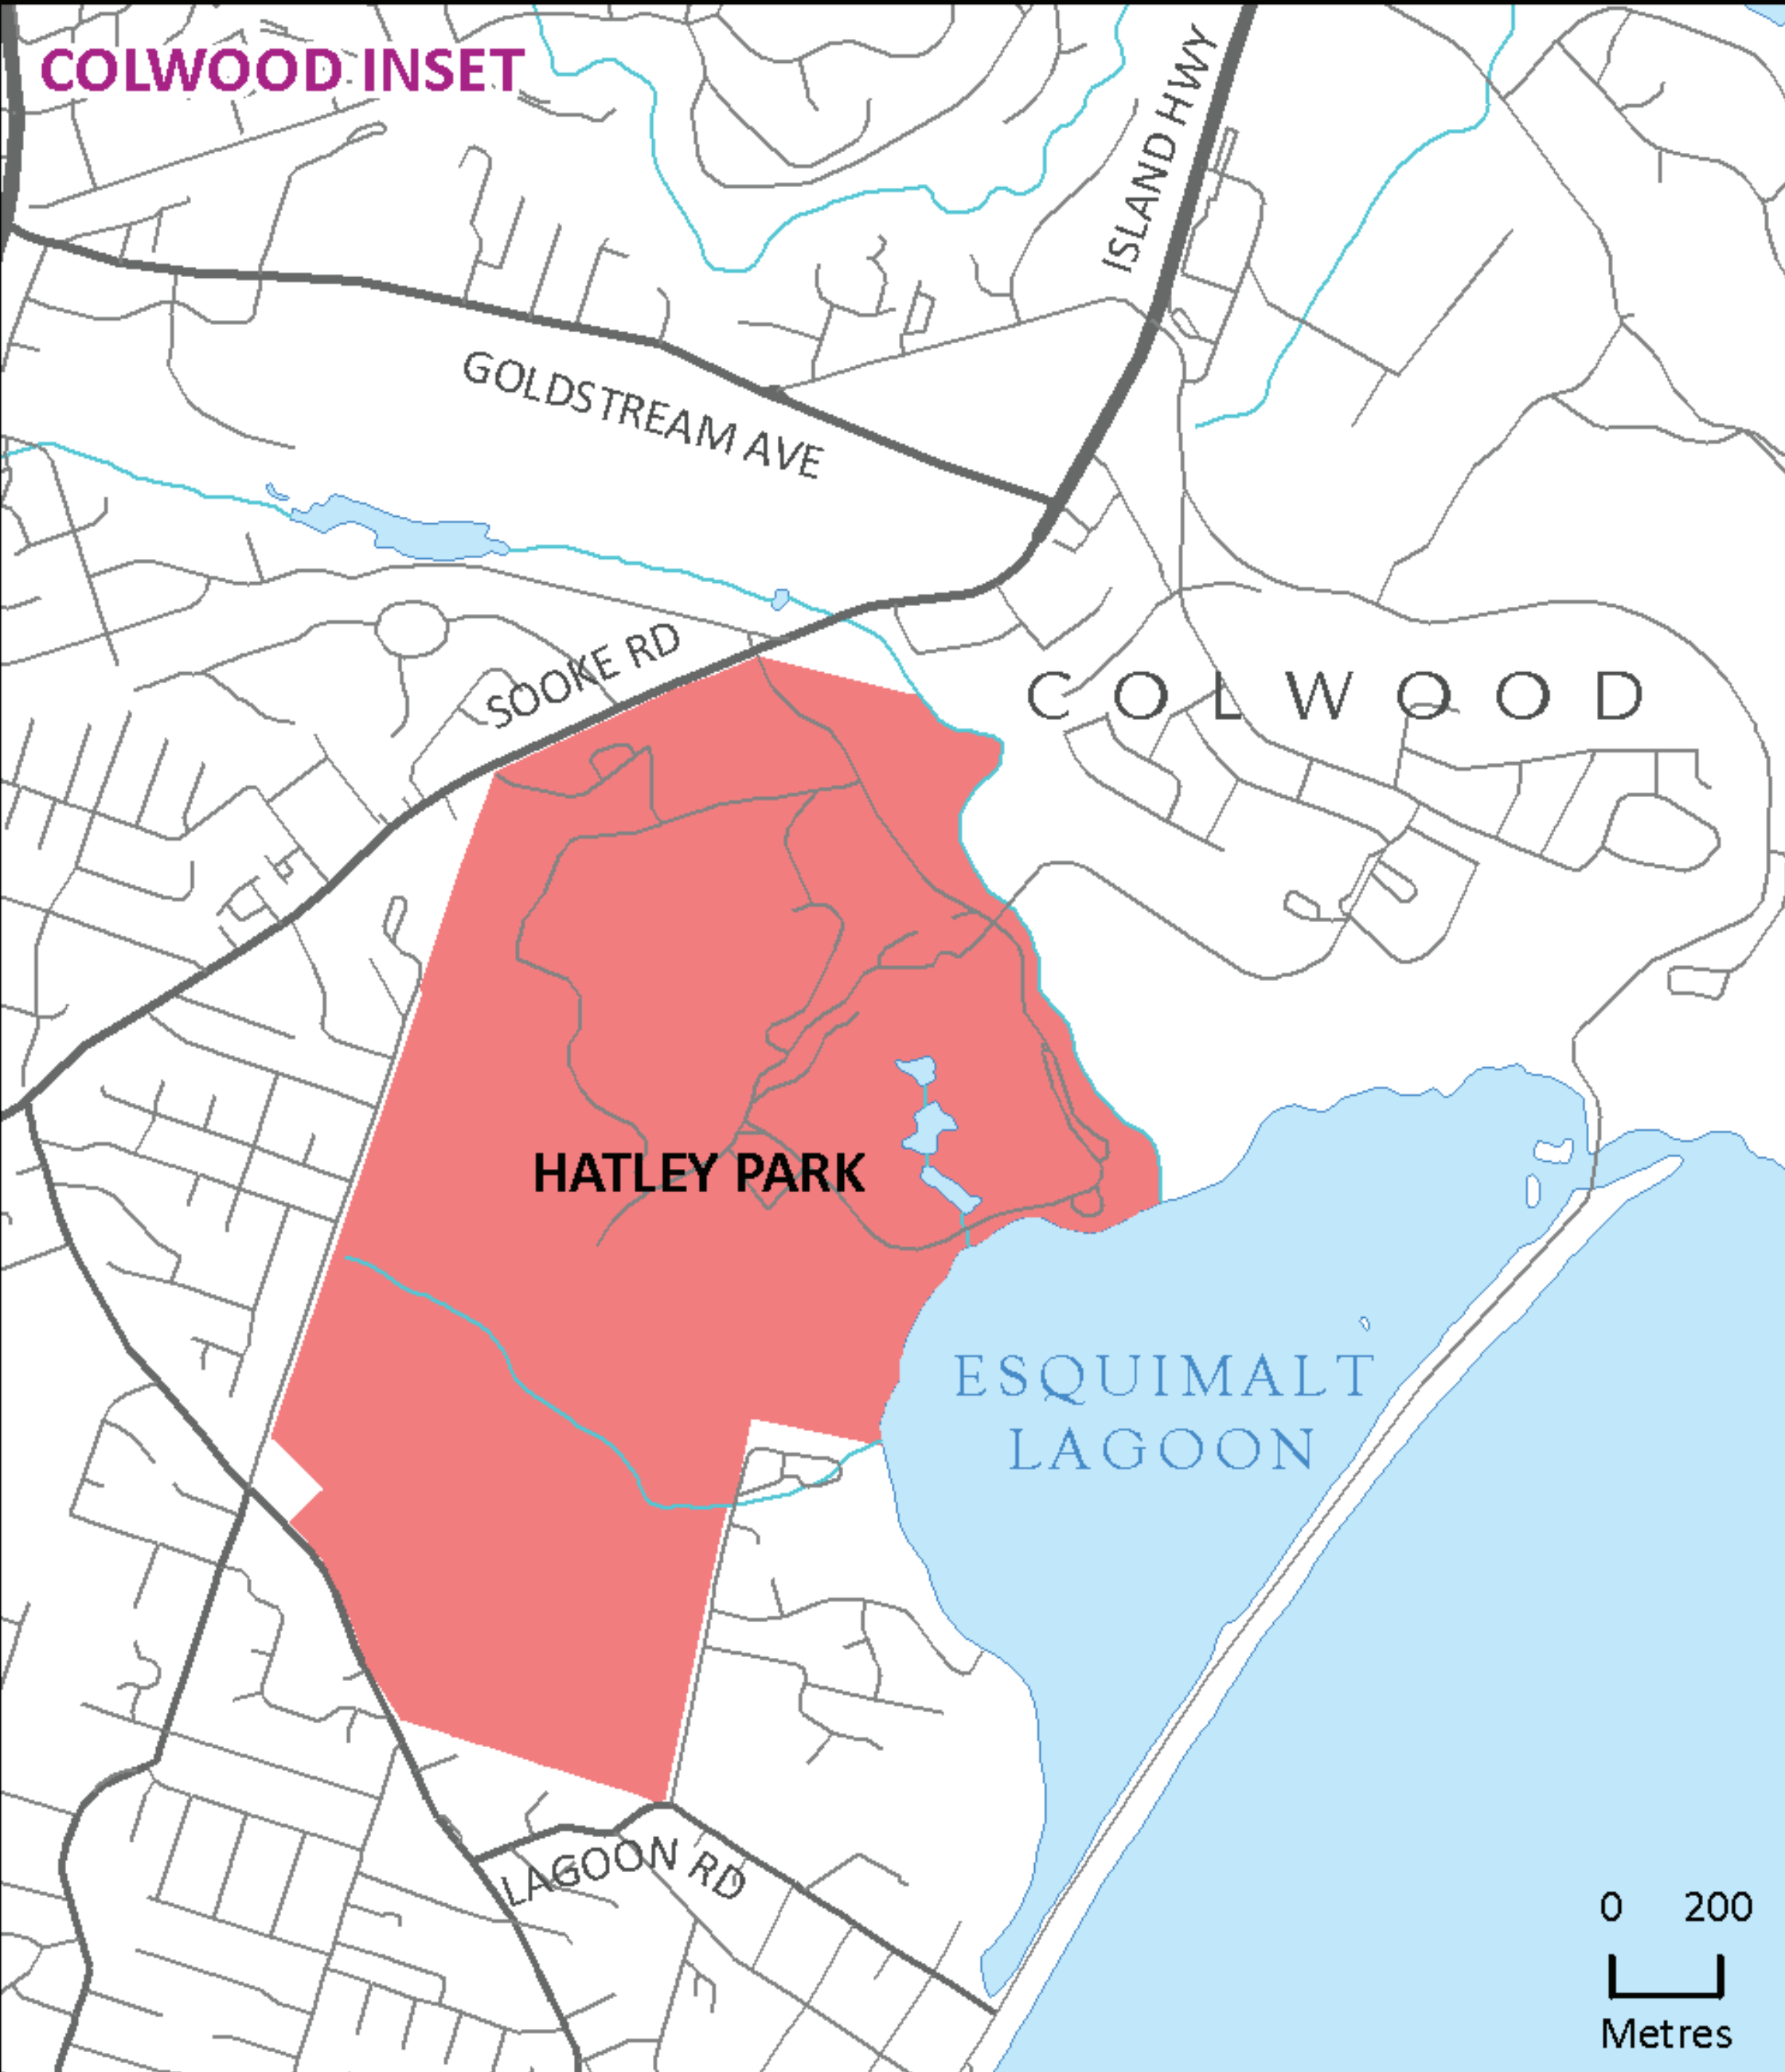 COLWOOD INSET
ISLAND HWY
GOLDSTREAM AVE
SOOKE RD
COLWOOD
HATLEY PARK
ESQUIMALT
LAGOON
LAGOON RD
0 200
Metres